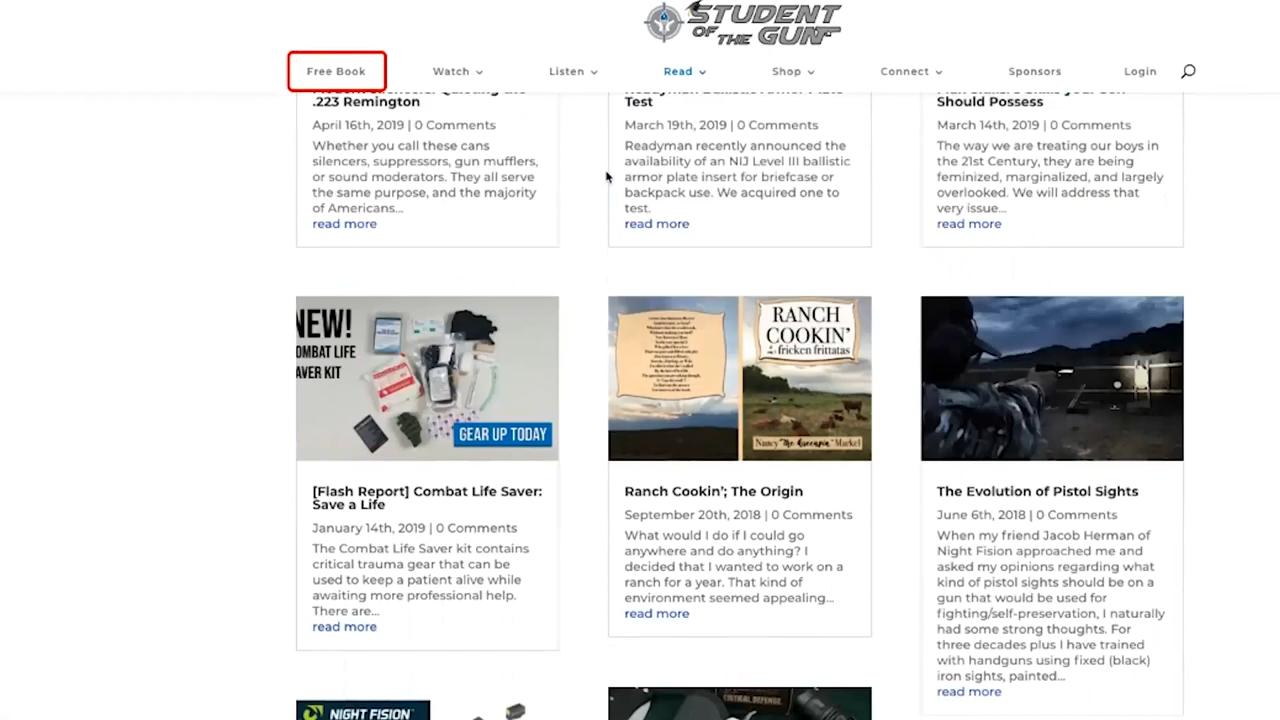 STUDENT
OF THE GUN
Free Book
Watch
Listen
Read
Shop
Connect
Sponsors
Login
.223 Remington
April 16th, 2019 | 0 Comments
Whether you call these cans
silencers, suppressors, gun mufflers,
or sound moderators. They all serve
the same purpose, and the majority
of Americans...
read more
Test
March 19th, 2019 | 0 Comments
Readyman recently announced the
availability of an NIJ Level III ballistic
armor plate insert for briefcase or
backpack use. We acquired one to
test.
read more
Should Possess
March 14th, 2019 | 0 Comments
The way we are treating our boys in
the 21st Century, they are being
feminized, marginalized, and largely
overlooked. We will address that
very issue...
read more
NEW!
OMBAT LIFE
AVER KIT
GEAR UP TODAY
[Flash Report] Combat Life Saver:
Save a Life
January 14th, 2019 | 0 Comments
The Combat Life Saver kit contains
critical trauma gear that can be
used to keep a patient alive while
awaiting more professional help.
There are...
read more
RANCH
COOKIN'
fricken frittatas
Nancy "the Queenpin" Markel
Ranch Cookin'; The Origin
September 20th, 2018 | 0 Comments
What would I do if I could go
anywhere and do anything? I
decided that I wanted to work on a
ranch for a year. That kind of
environment seemed appealing...
read more
The Evolution of Pistol Sights
June 6th, 2018 | 0 Comments
When my friend Jacob Herman of
Night Fision approached me and
asked my opinions regarding what
kind of pistol sights should be on a
gun that would be used for
fighting/self-preservation, I naturally
had some strong thoughts. For
three decades plus I have trained
with handguns using fixed (black)
iron sights, painted...
read more
NIGHT FISION
CRITICAL DEFENSE